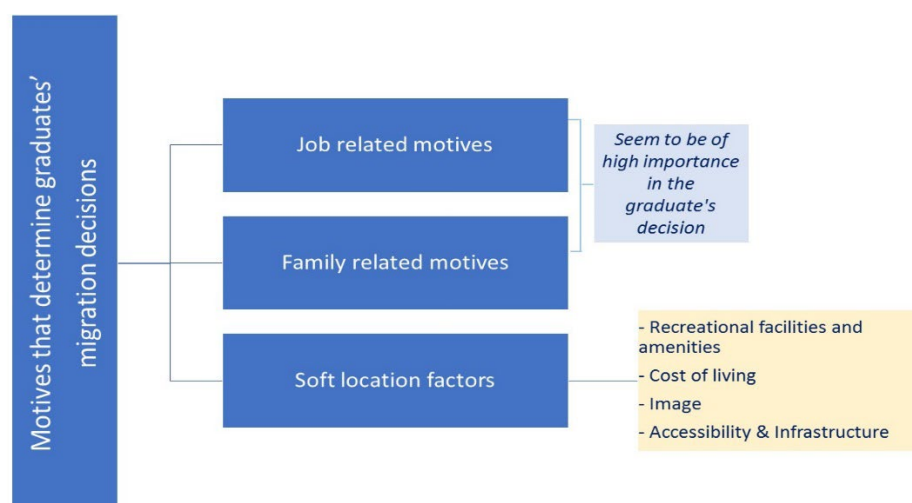 Motives that determine graduates'
migration decisions
Job related motives
Seem to be of
high importance
in the
graduate's
decision
Family related motives
Soft location factors
- Recreational facilities and
amenities
- Cost of living
- Image
- Accessibility & Infrastructure